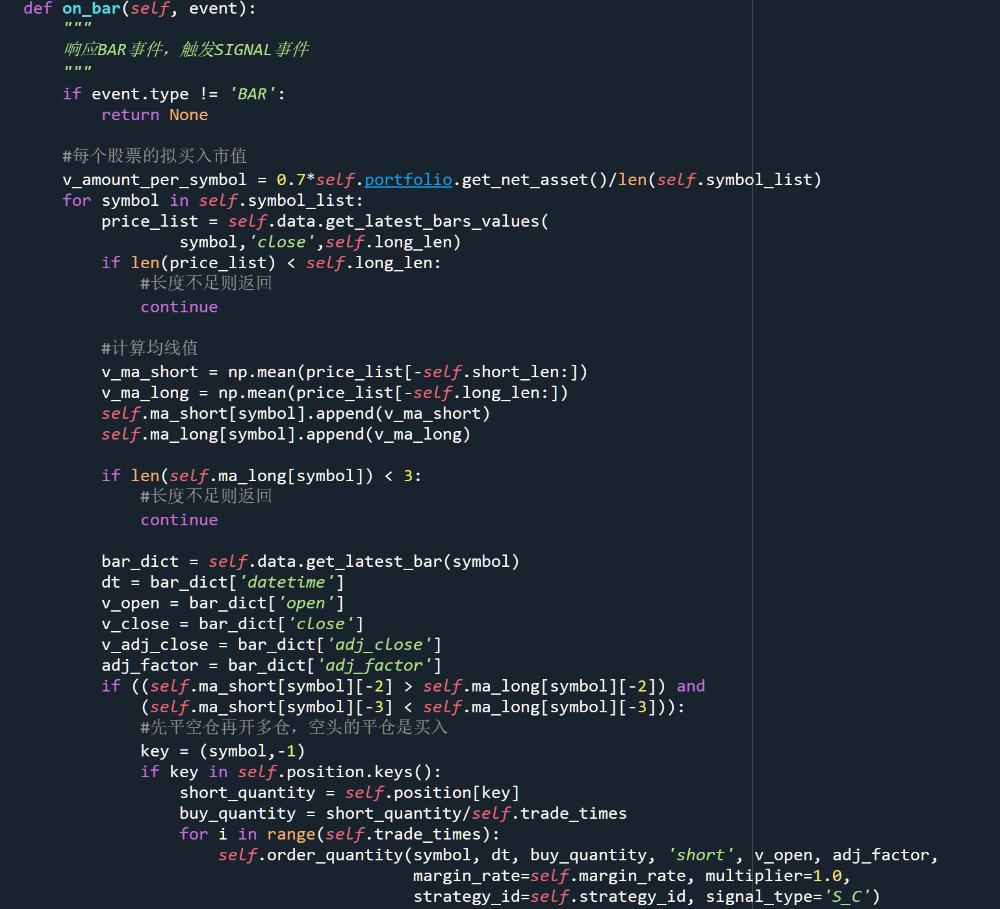 def on_bar(self, event):
"""
响应BAR事件，触发SIGNAL事件
"""
if event.type != 'BAR':
return None
#每个股票的拟买入市值
v_amount_per_symbol = 0.7*self.portfolio.get_net_asset()/len(self.symbol_list)
for symbol in self.symbol_list:
price_list = self.data.get_latest_bars_values(
symbol,'close',self.long_len)
if len(price_list) < self.long_len:
#长度不足则返回
continue
#计算均线值
v_ma_short = np.mean(price_list[-self.short_len:])
v_ma_long = np.mean(price_list[-self.long_len:])
self.ma_short[symbol].append(v_ma_short)
self.ma_long[symbol].append(v_ma_long)
if len(self.ma_long[symbol]) < 3:
#长度不足则返回
continue
bar_dict = self.data.get_latest_bar(symbol)
dt = bar_dict['datetime']
v_open = bar_dict['open']
v_close = bar_dict['close']
v_adj_close = bar_dict['adj_close']
adj_factor = bar_dict['adj_factor']
if ((self.ma_short[symbol][-2] > self.ma_long[symbol][-2]) and
(self.ma_short[symbol][-3] < self.ma_long[symbol][-3])):
#先平空仓再开多仓，空头的平仓是买入
key = (symbol,-1)
if key in self.position.keys():
short_quantity = self.position[key]
buy_quantity = short_quantity/self.trade_times
for i in range(self.trade_times):
self.order_quantity(symbol, dt, buy_quantity, 'short', v_open, adj_factor,
margin_rate=self.margin_rate, multiplier=1.0,
strategy_id=self.strategy_id, signal_type='S_C')